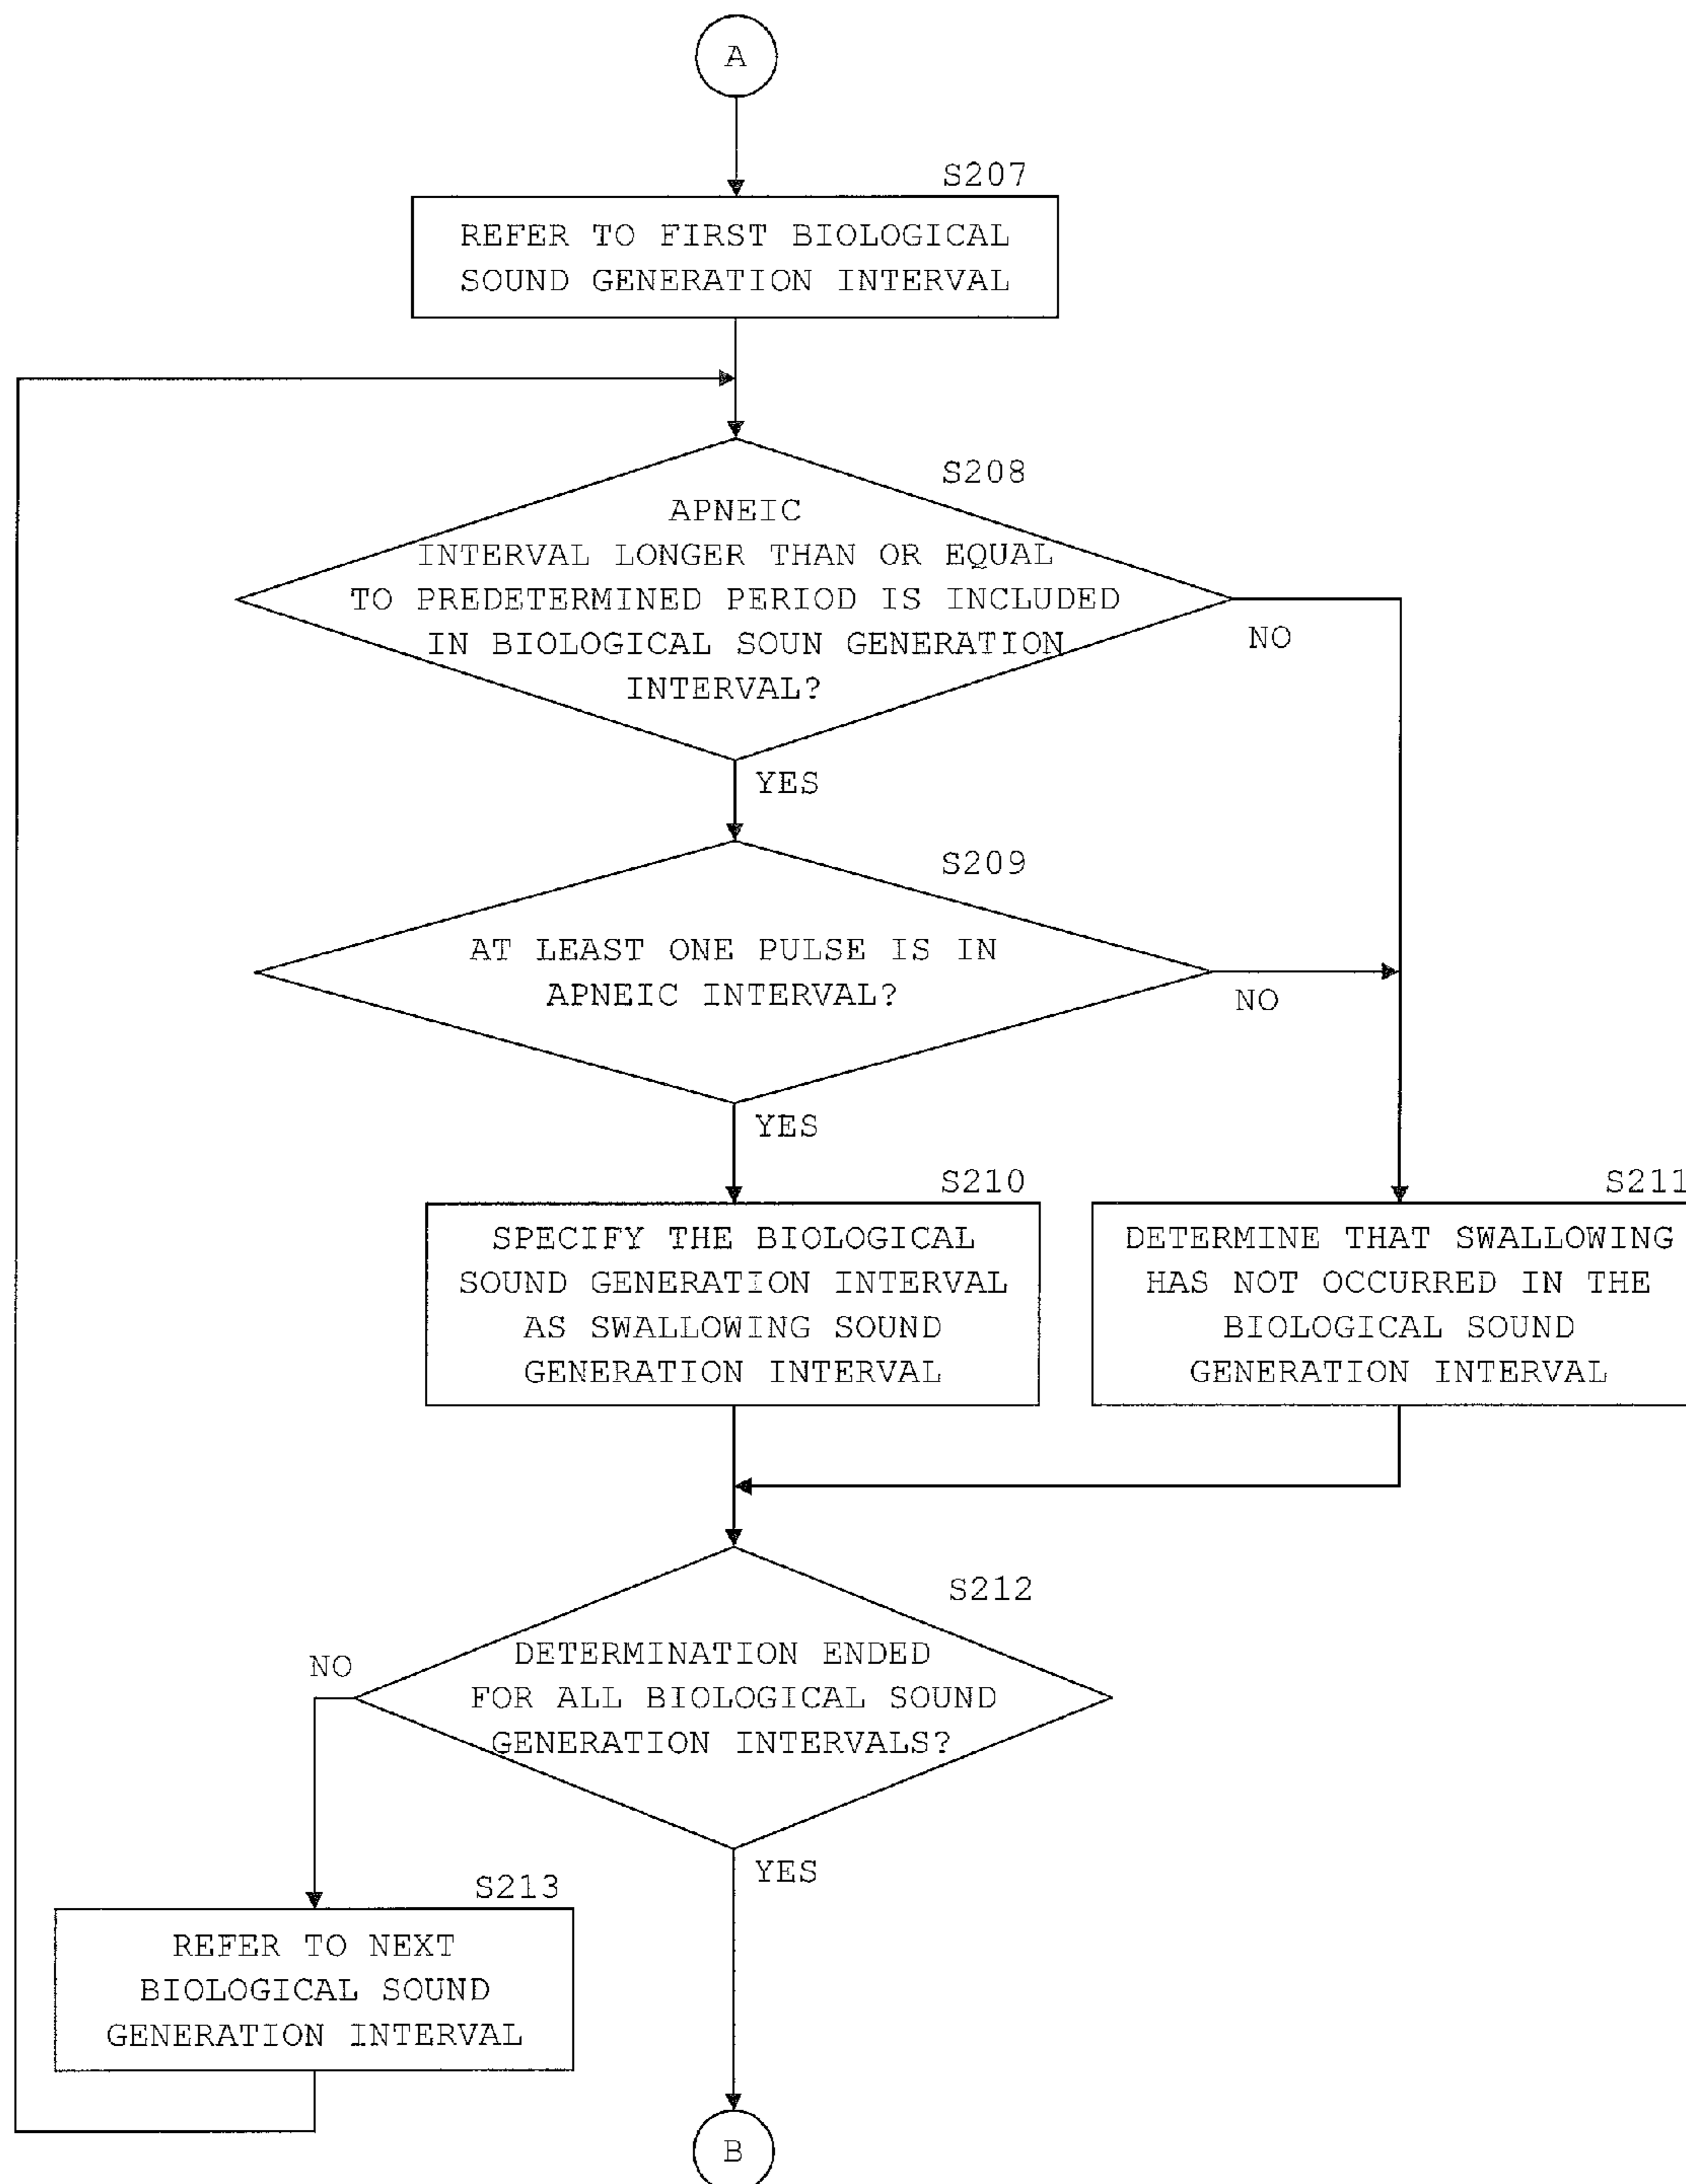 A
S207
REFER TO FIRST BIOLOGICAL
SOUND GENERATION INTERVAL
S208
APNEIC
INTERVAL LONGER THAN OR EQUAL
TO PREDETERMINED PERIOD IS INCLUDED
IN BIOLOGICAL SOUN GENERATION
INTERVAL?
NO
YES
S209
AT LEAST ONE PULSE IS IN
APNEIC INTERVAL?
NO
YES
S210
SPECIFY THE BIOLOGICAL
SOUND GENERATION INTERVAL
AS SWALLOWING SOUND
GENERATION INTERVAL
S211
DETERMINE THAT SWALLOWING
HAS NOT OCCURRED IN THE
BIOLOGICAL SOUND
GENERATION INTERVAL
S212
DETERMINATION ENDED
FOR ALL BIOLOGICAL SOUND
GENERATION INTERVALS?
NO
YES
S213
REFER TO NEXT
BIOLOGICAL SOUND
GENERATION INTERVAL
B